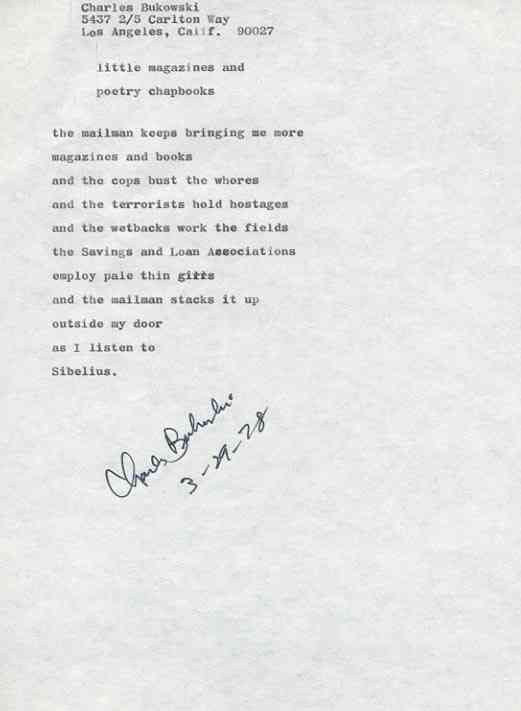 Charles Bukowski
5437 2/5 Carlton Way
Los Angeles, Calif. 90027
little magazines and
poetry chapbooks
the mailman keeps bringing me more
magazines and books
and the cops bust the whores
and the terrorists hold hostages
and the wetbacks work the fields
the Savings and Loan Associations
employ pale thin girls
and the mailman stacks it up
outside my door
as I listen to
Sibelius.
Charles Bukowski
3-29-78